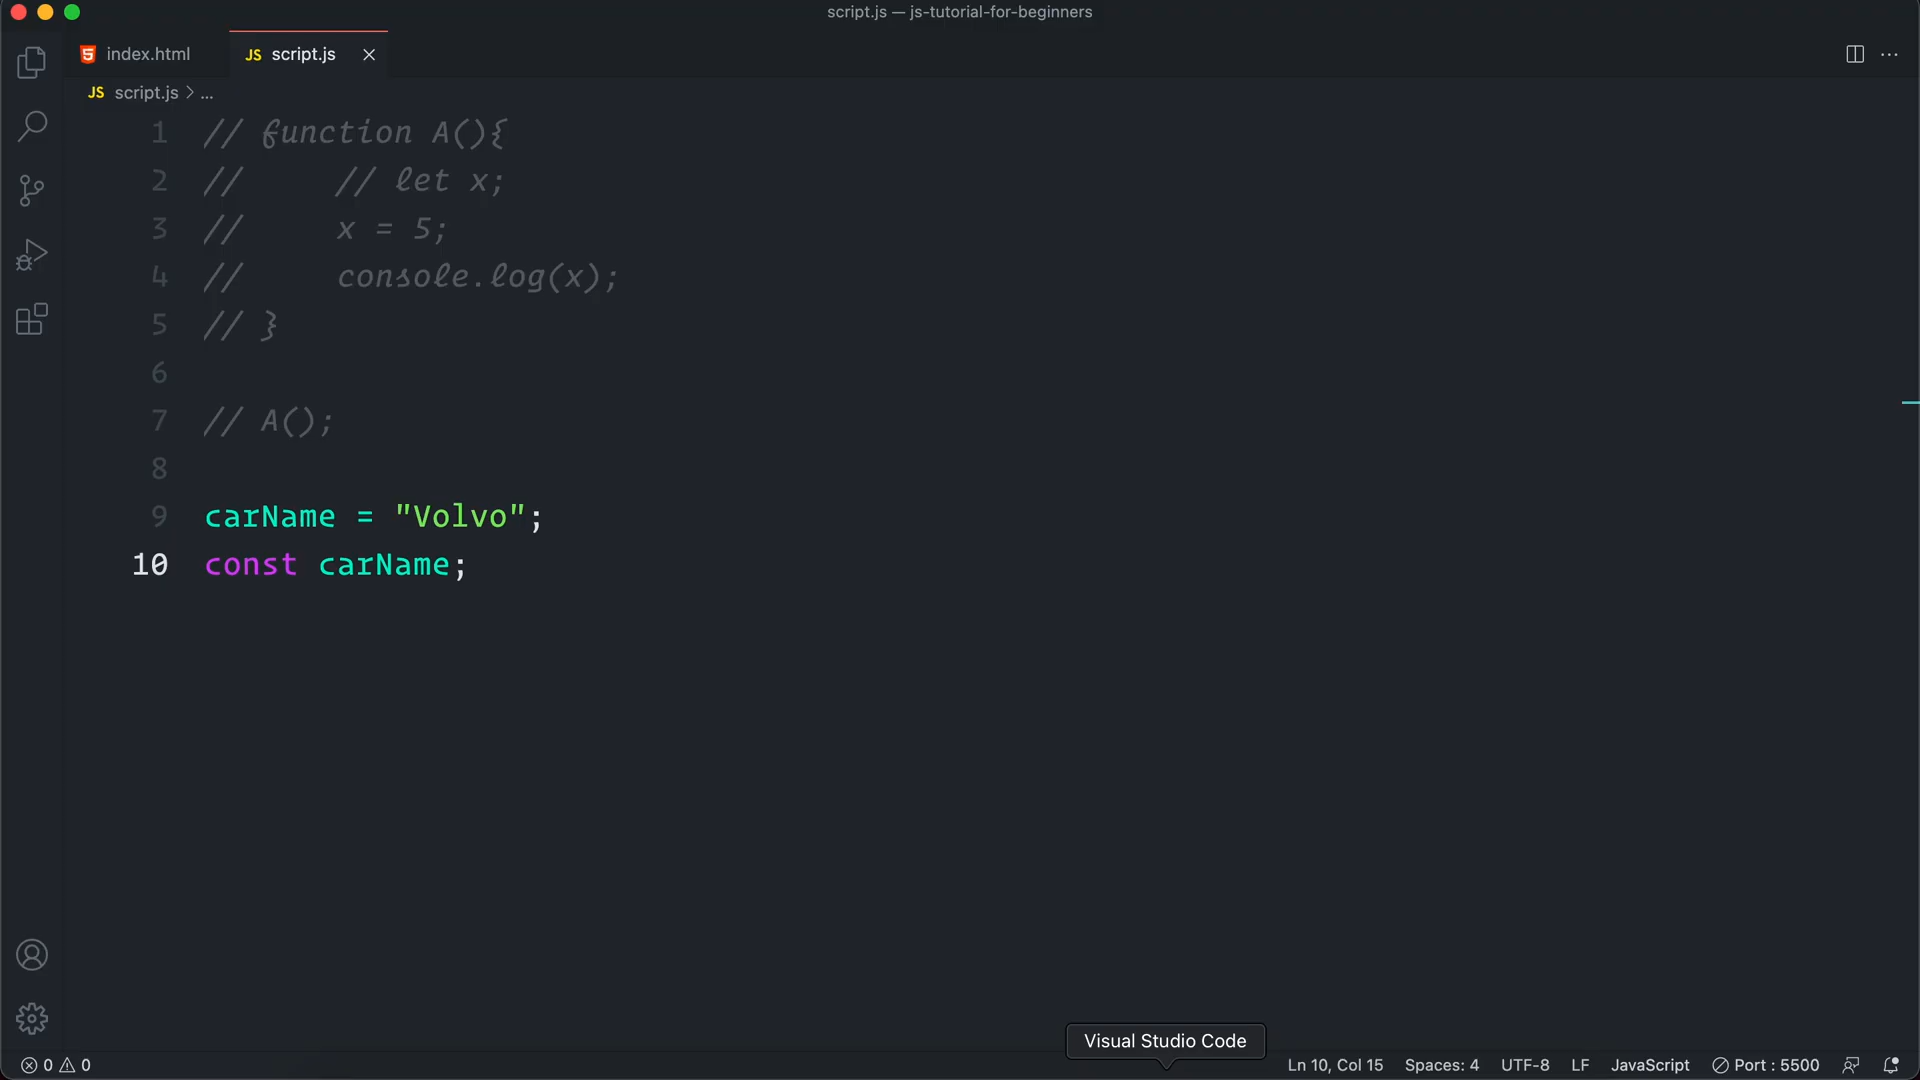 script.js — js-tutorial-for-beginners
index.html
JS script.js
JS script.js > ...
1 // function A(){
2 //     // let x;
3 //     x = 5;
4 //     console.log(x);
5 // }
6
7 // A();
8
9 carName = "Volvo";
10 const carName;
Visual Studio Code
0 0 Ln 10, Col 15 Spaces: 4 UTF-8 LF JavaScript Port : 5500